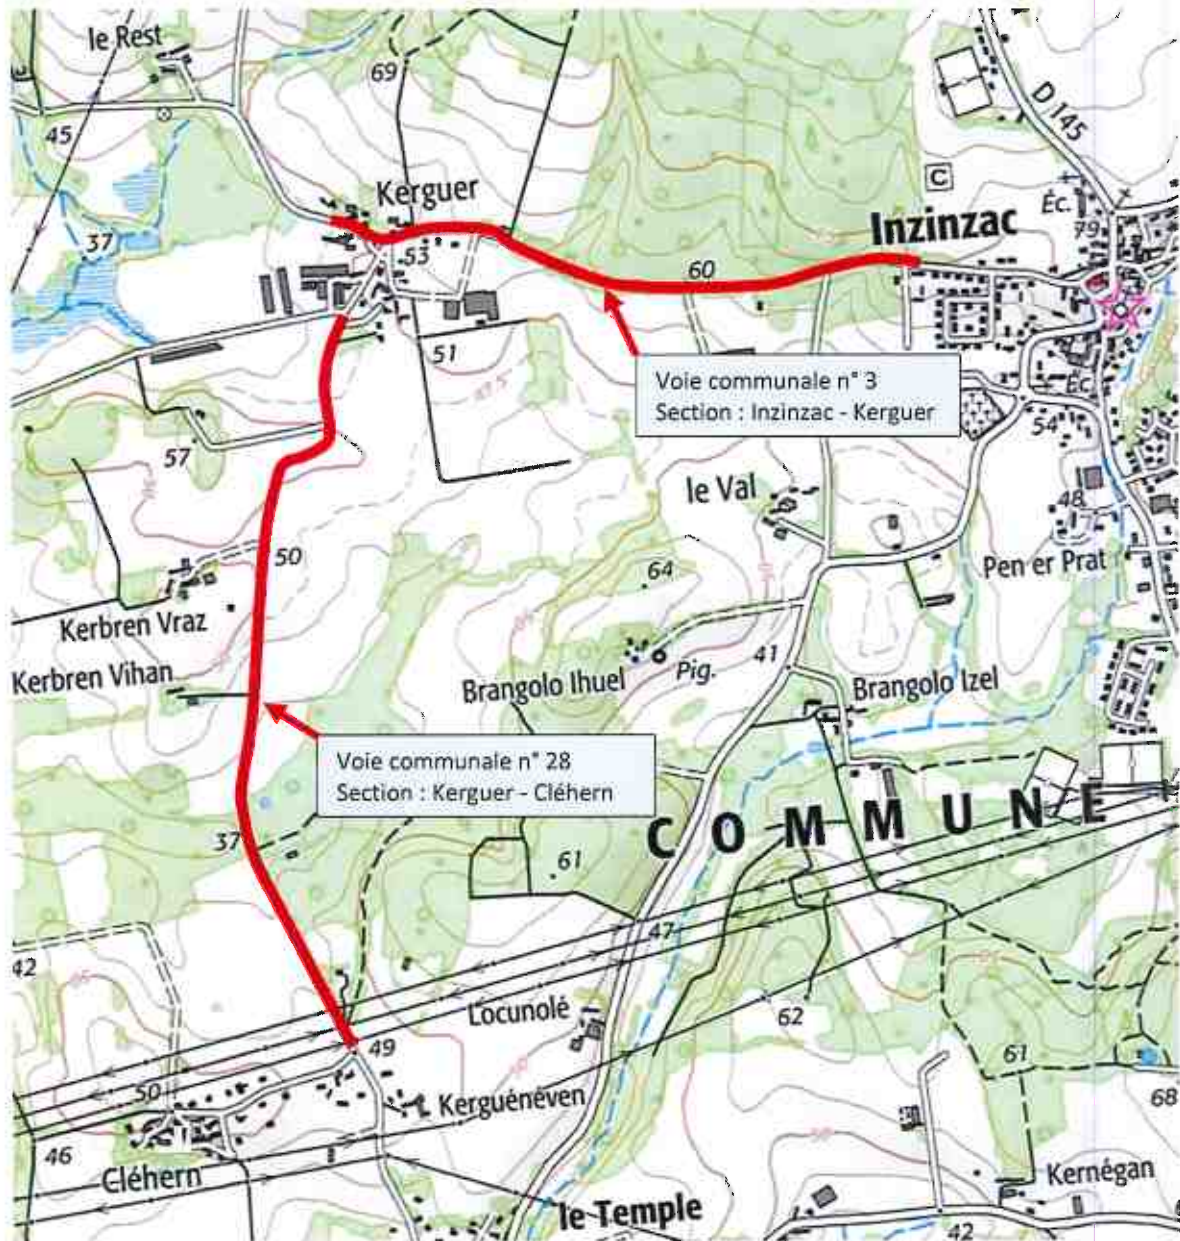 le Rest
69
D 145
45
C
Kerguer
Éc.
Inzinzac
79
37
53
60
51
Voie communale n° 3
Section : Inzinzac - Kerguer
Éc.
54
57
le Val
48
50
64
Pen er Prat
Kerbren Vraz
41
Kerbren Vihan
Brangolo Ihuel
Pig.
Brangolo Izel
Voie communale n° 28
Section : Kerguer - Cléhern
COMMUNE
37
61
47
42
Locunolé
62
49
61
50
Kerguénéven
68
46
Cléhern
Kernégan
le Temple
42